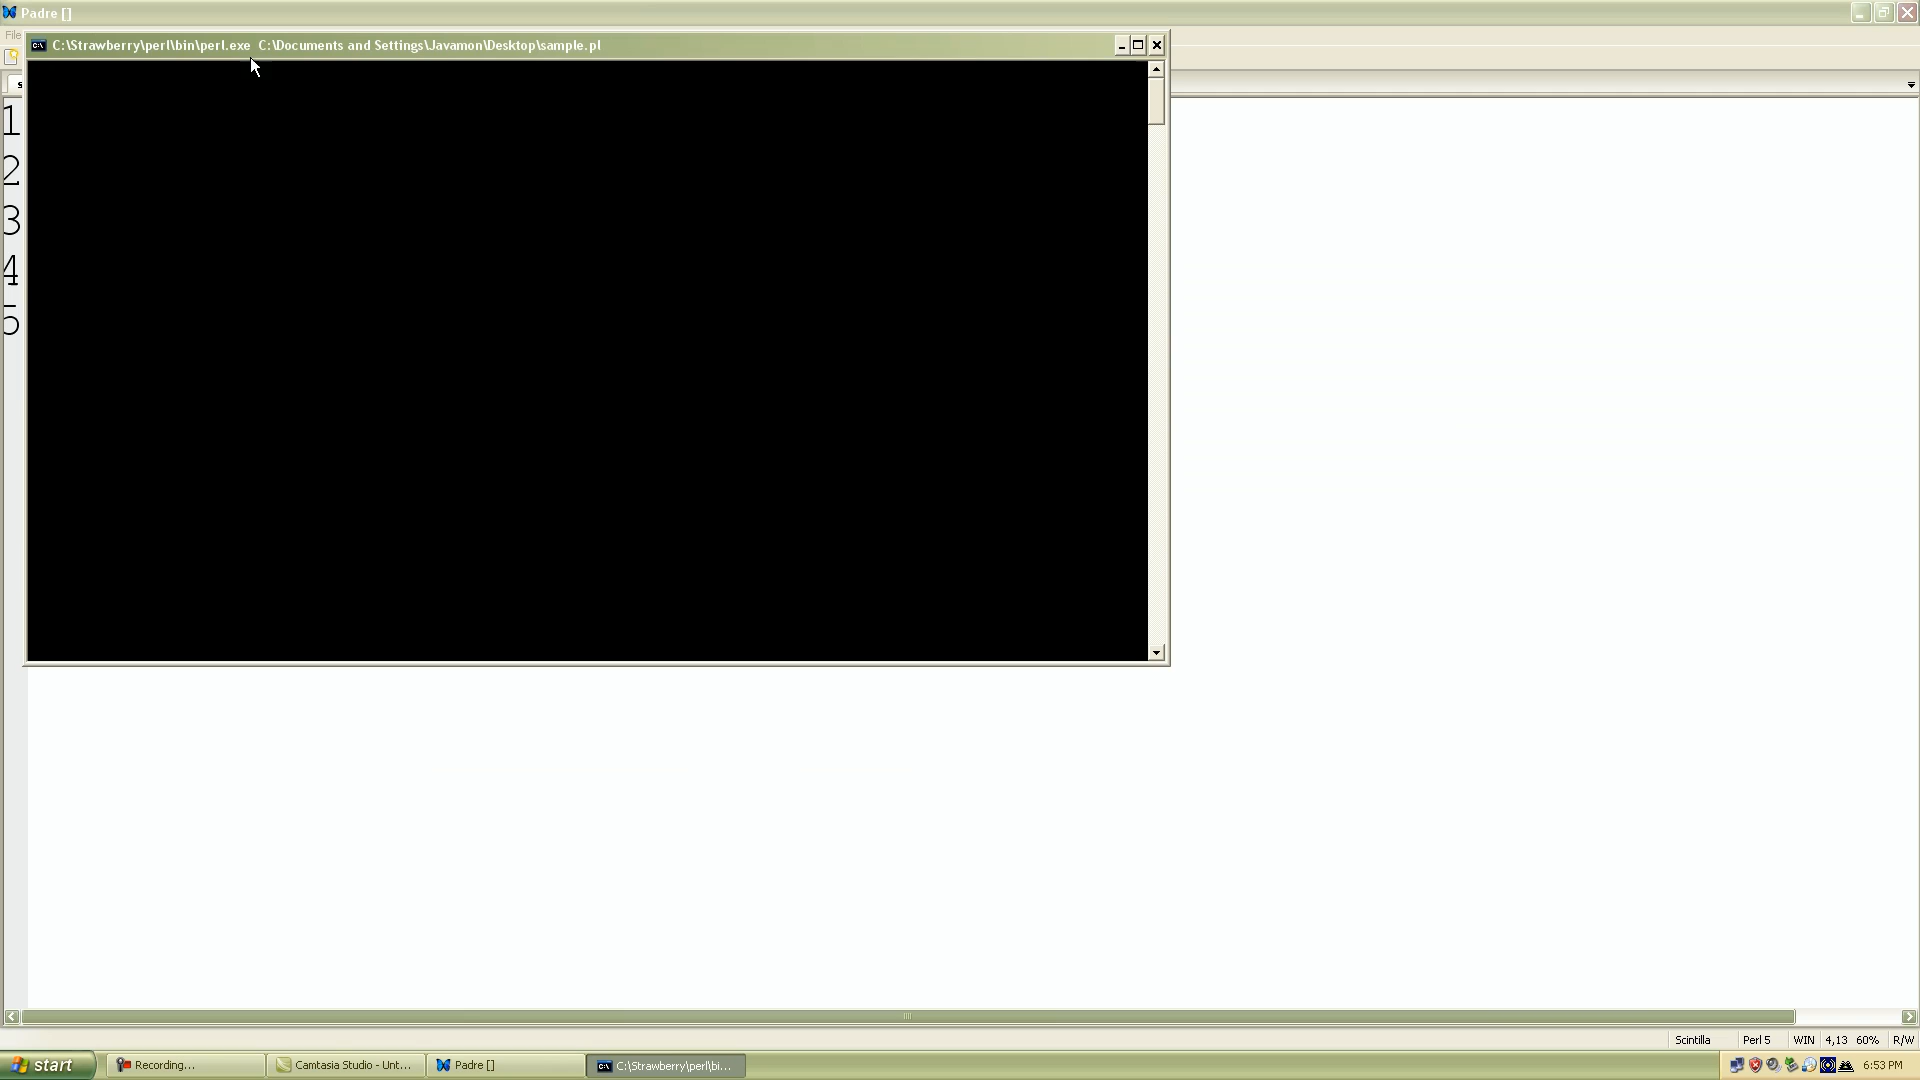 Padre []
File
C:\Strawberry\perl\bin\perl.exe  C:\Documents and Settings\Javamon\Desktop\sample.pl
s
1
2
3
4
5
Scintilla
Perl 5
WIN
4,13
60%
R/W
start
Recording...
Camtasia Studio - Unt...
Padre []
C:\Strawberry\perl\bi...
6:53 PM